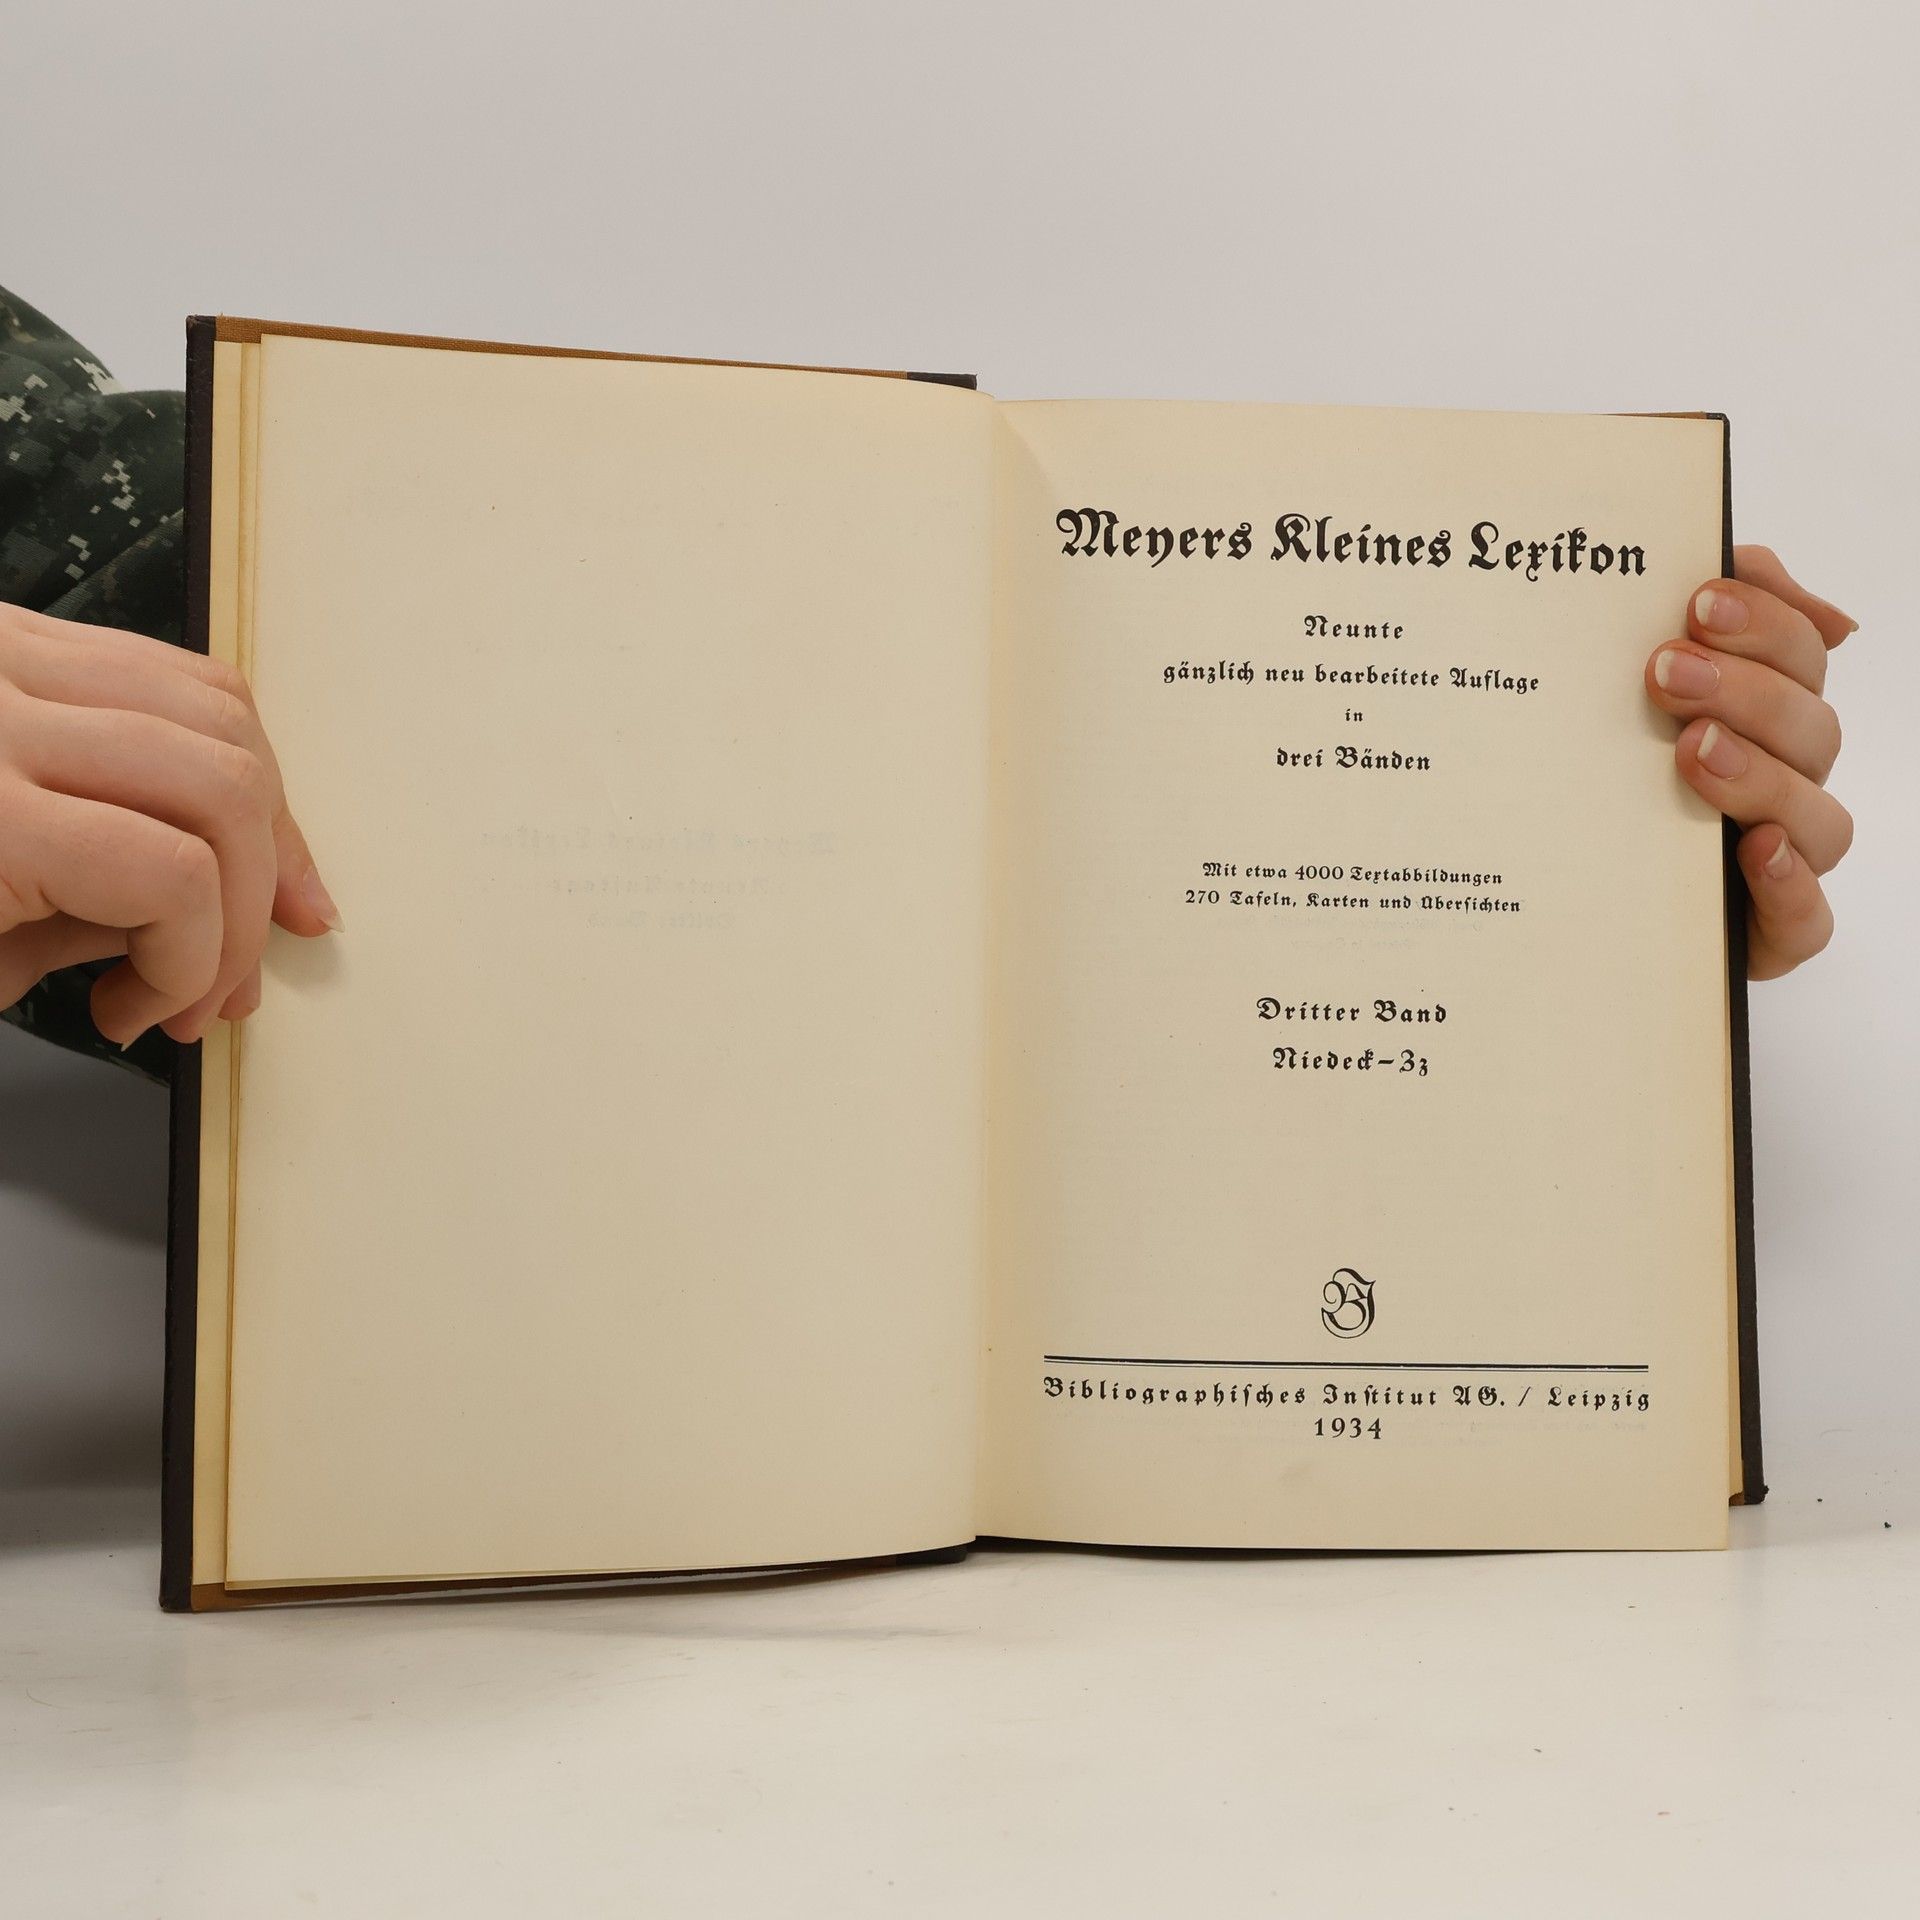 Meyers Kleines Lexikon
Neunte
gänzlich neu bearbeitete Auflage
in
drei Bänden
Mit etwa 4000 Textabbildungen
270 Tafeln, Karten und Übersichten
Dritter Band
Niedeck–Zz
BI
Bibliographisches Institut AG. / Leipzig
1934